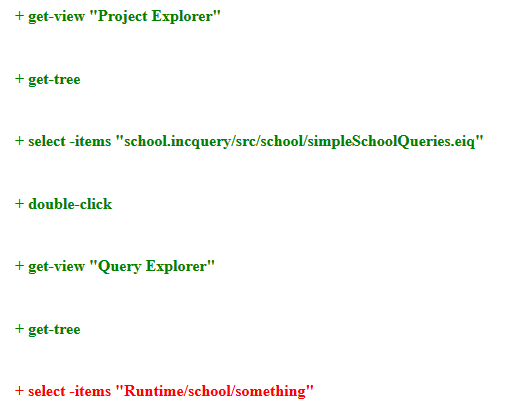 + get-view "Project Explorer"
+ get-tree
+ select -items "school.incquery/src/school/simpleSchoolQueries.eiq"
+ double-click
+ get-view "Query Explorer"
+ get-tree
+ select -items "Runtime/school/something"